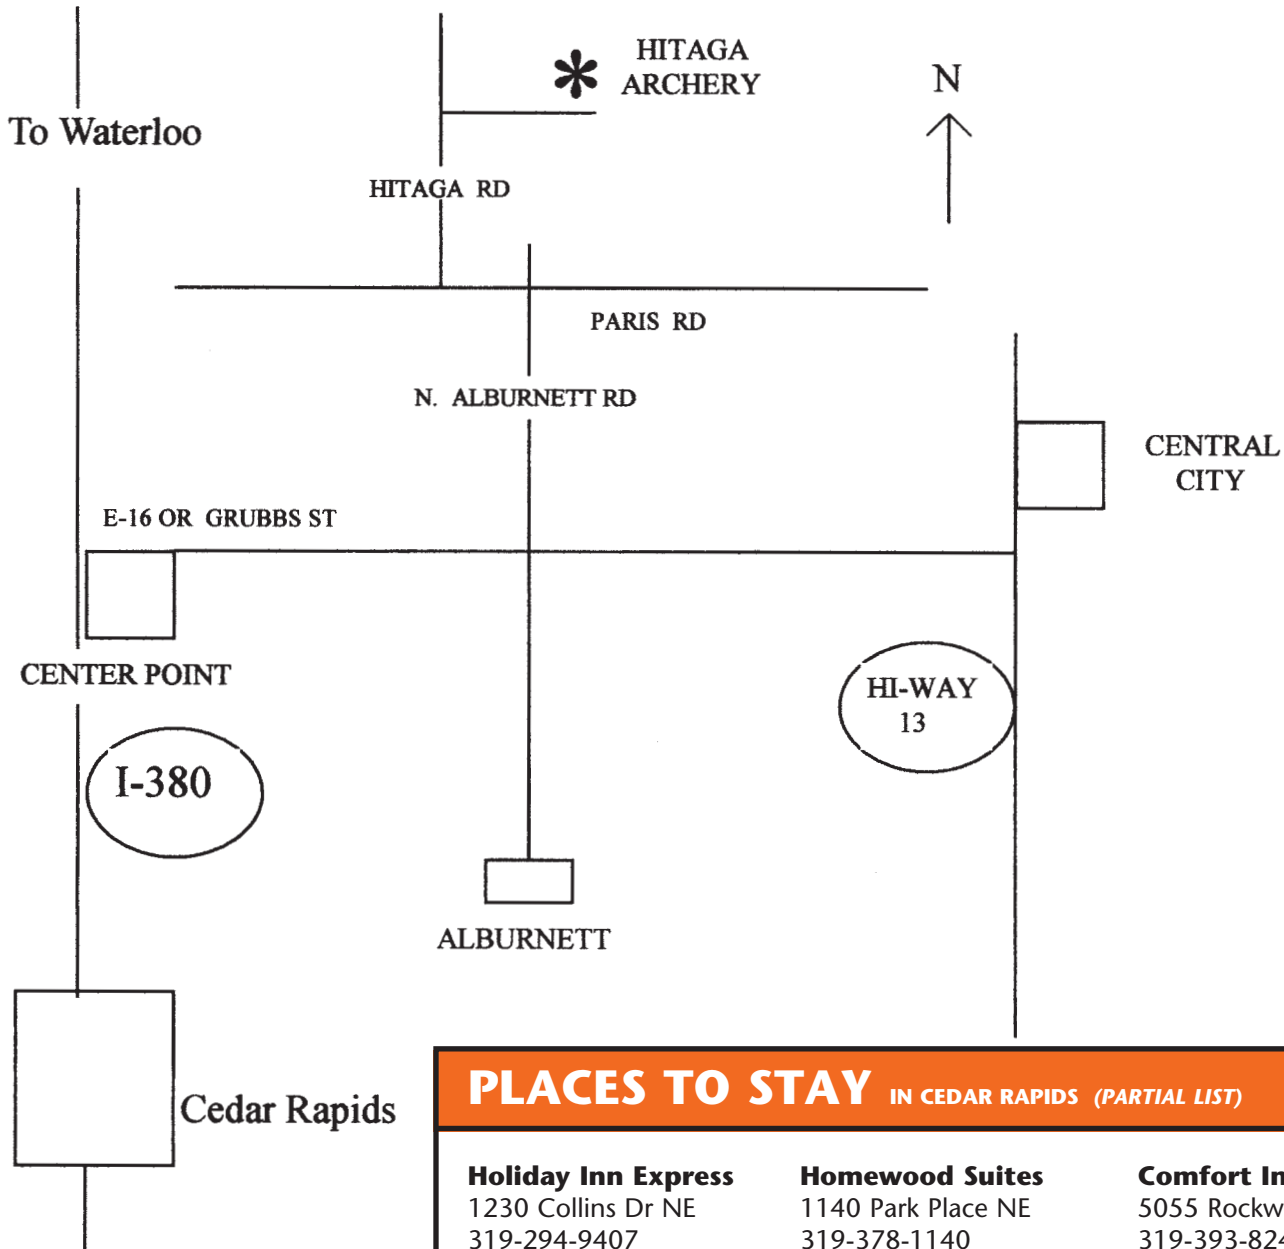 HITAGA
ARCHERY
N
To Waterloo
HITAGA RD
PARIS RD
N. ALBURNETT RD
CENTRAL
CITY
E-16 OR GRUBBS ST
CENTER POINT
HI-WAY
13
I-380
ALBURNETT
Cedar Rapids
PLACES TO STAY IN CEDAR RAPIDS (PARTIAL LIST)
Holiday Inn Express
1230 Collins Dr NE
319-294-9407
Homewood Suites
1140 Park Place NE
319-378-1140
Comfort
5055